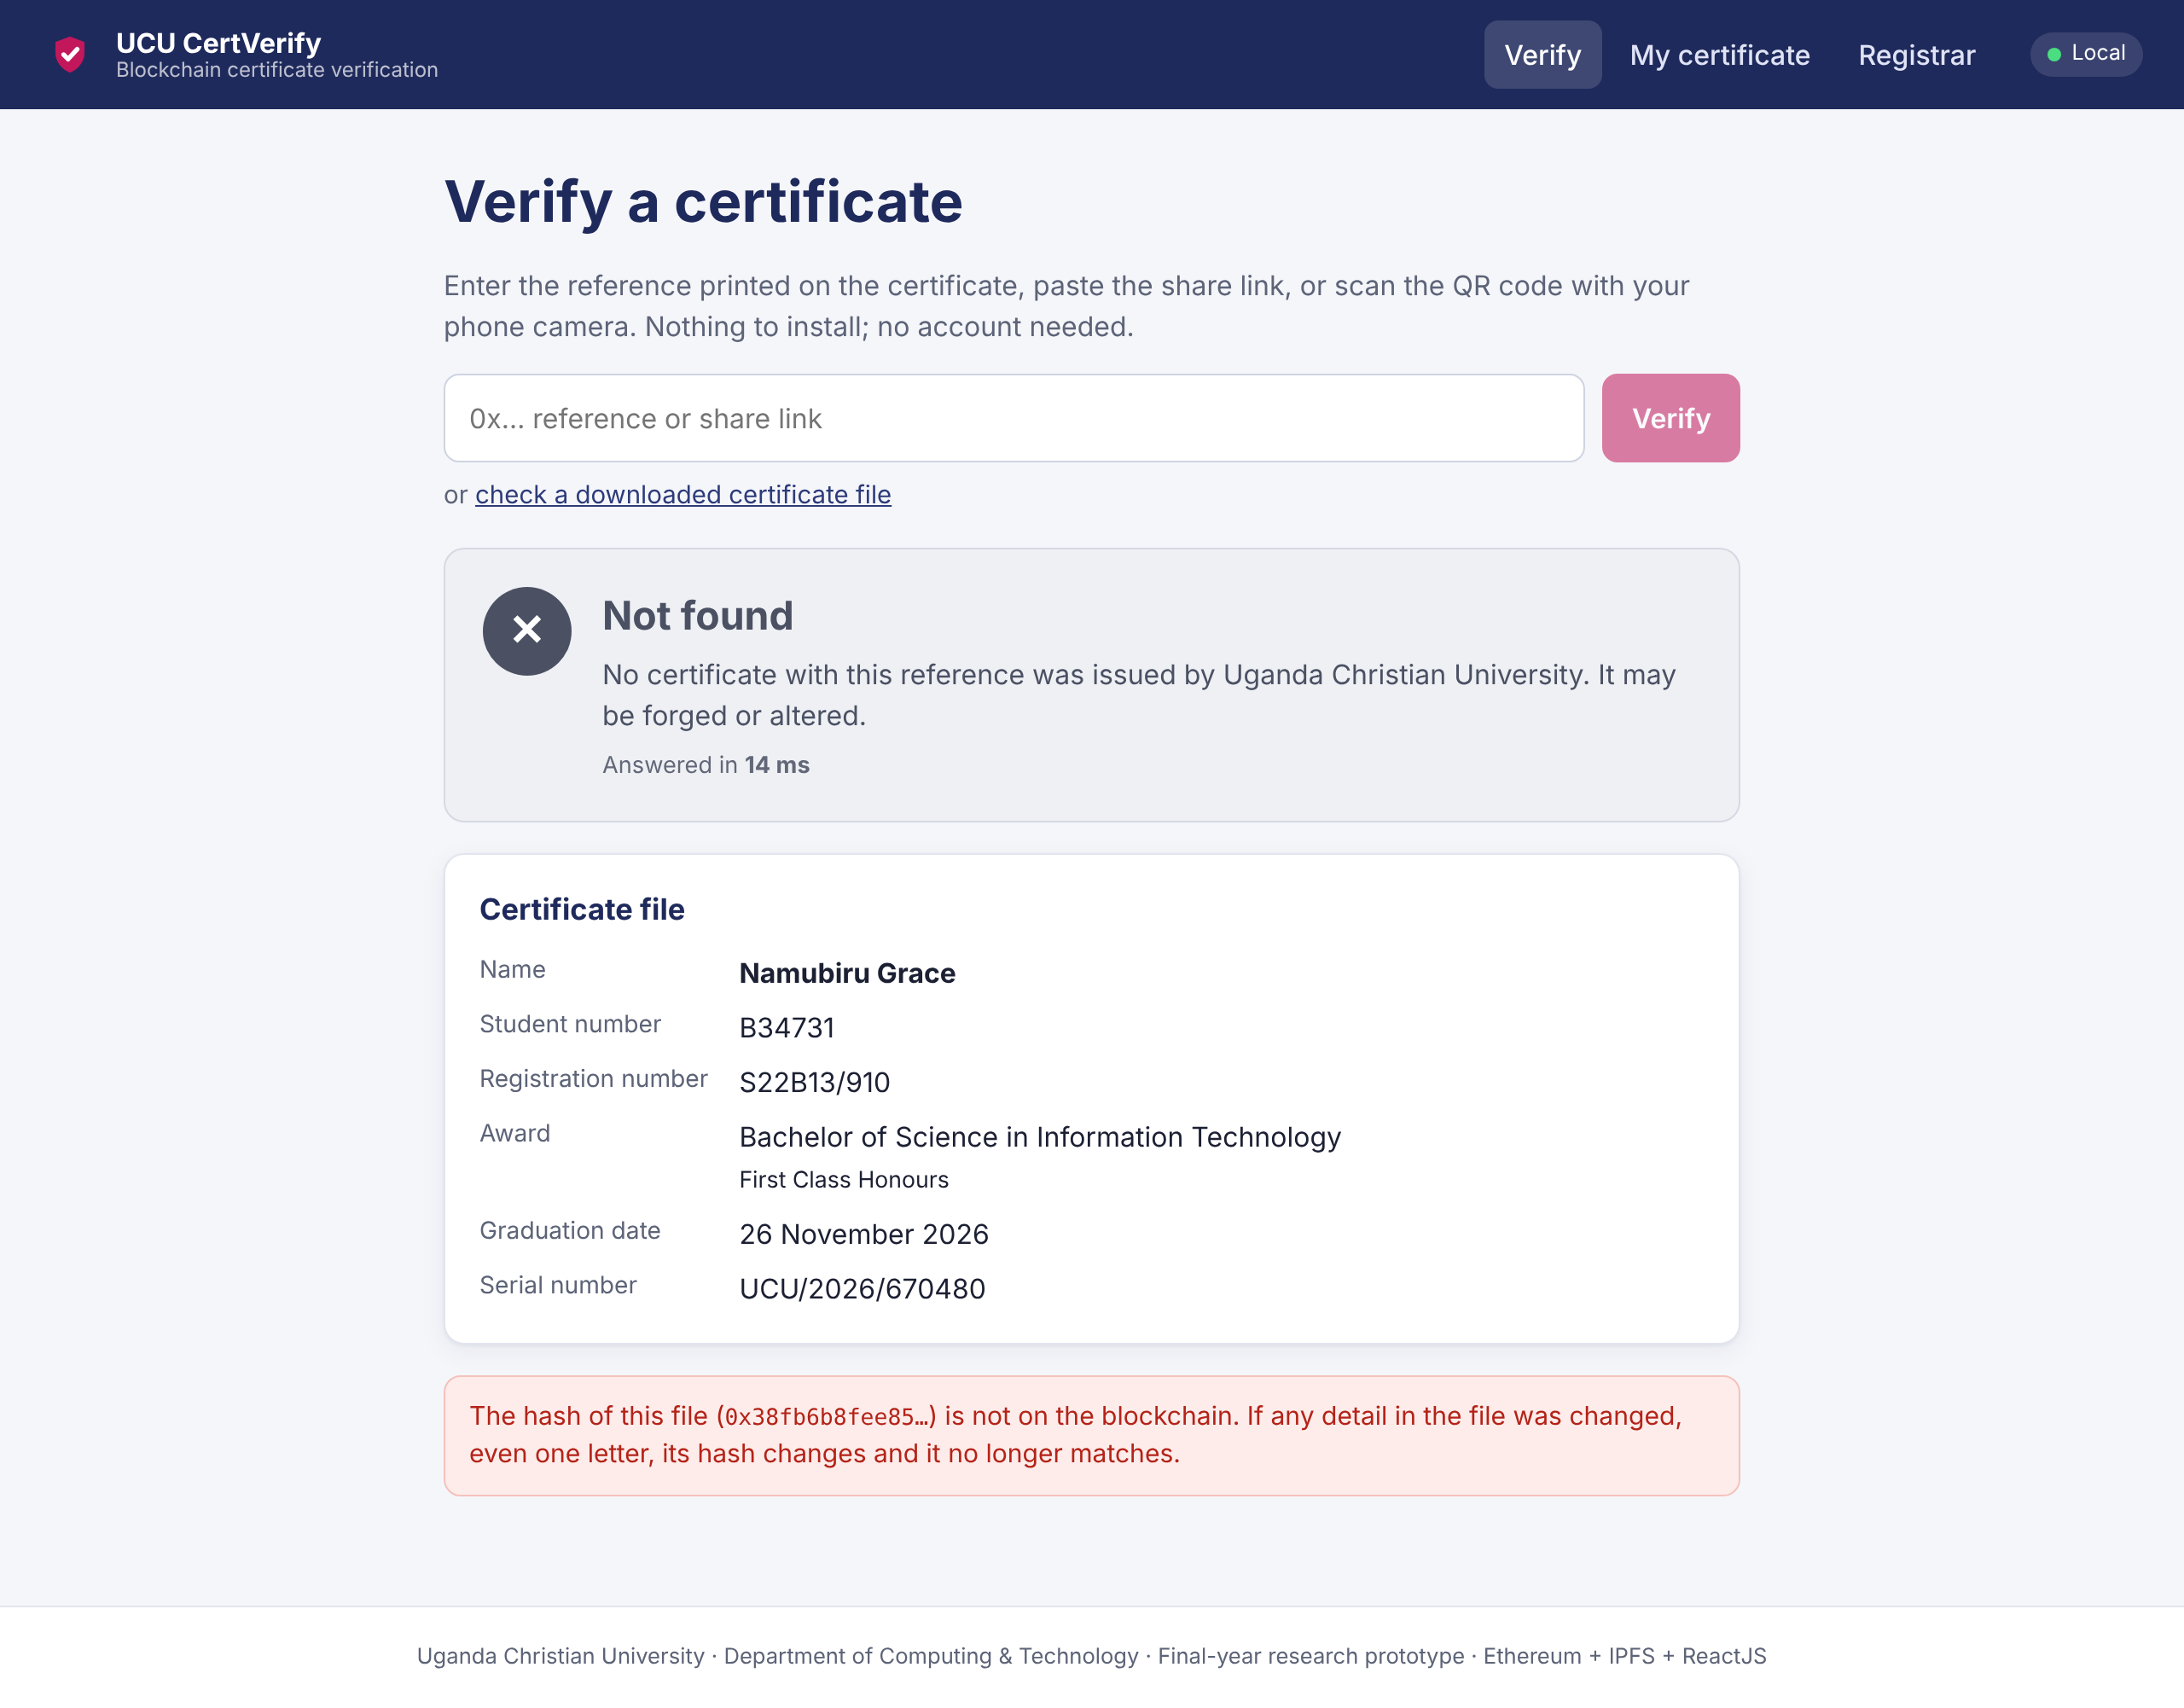 UCU CertVerify
Blockchain certificate verification
Verify
My certificate
Registrar
Local
Verify a certificate
Enter the reference printed on the certificate, paste the share link, or scan the QR code with your
phone camera. Nothing to install; no account needed.
0x... reference or share link
Verify
or check a downloaded certificate file
Not found
No certificate with this reference was issued by Uganda Christian University. It may
be forged or altered.
Answered in 14 ms
Certificate file
Name
Namubiru Grace
Student number
B34731
Registration number
S22B13/910
Award
Bachelor of Science in Information Technology
First Class Honours
Graduation date
26 November 2026
Serial number
UCU/2026/670480
The hash of this file (0x38fb6b8fee85…) is not on the blockchain. If any detail in the file was changed,
even one letter, its hash changes and it no longer matches.
Uganda Christian University · Department of Computing & Technology · Final-year research prototype · Ethereum + IPFS + ReactJS